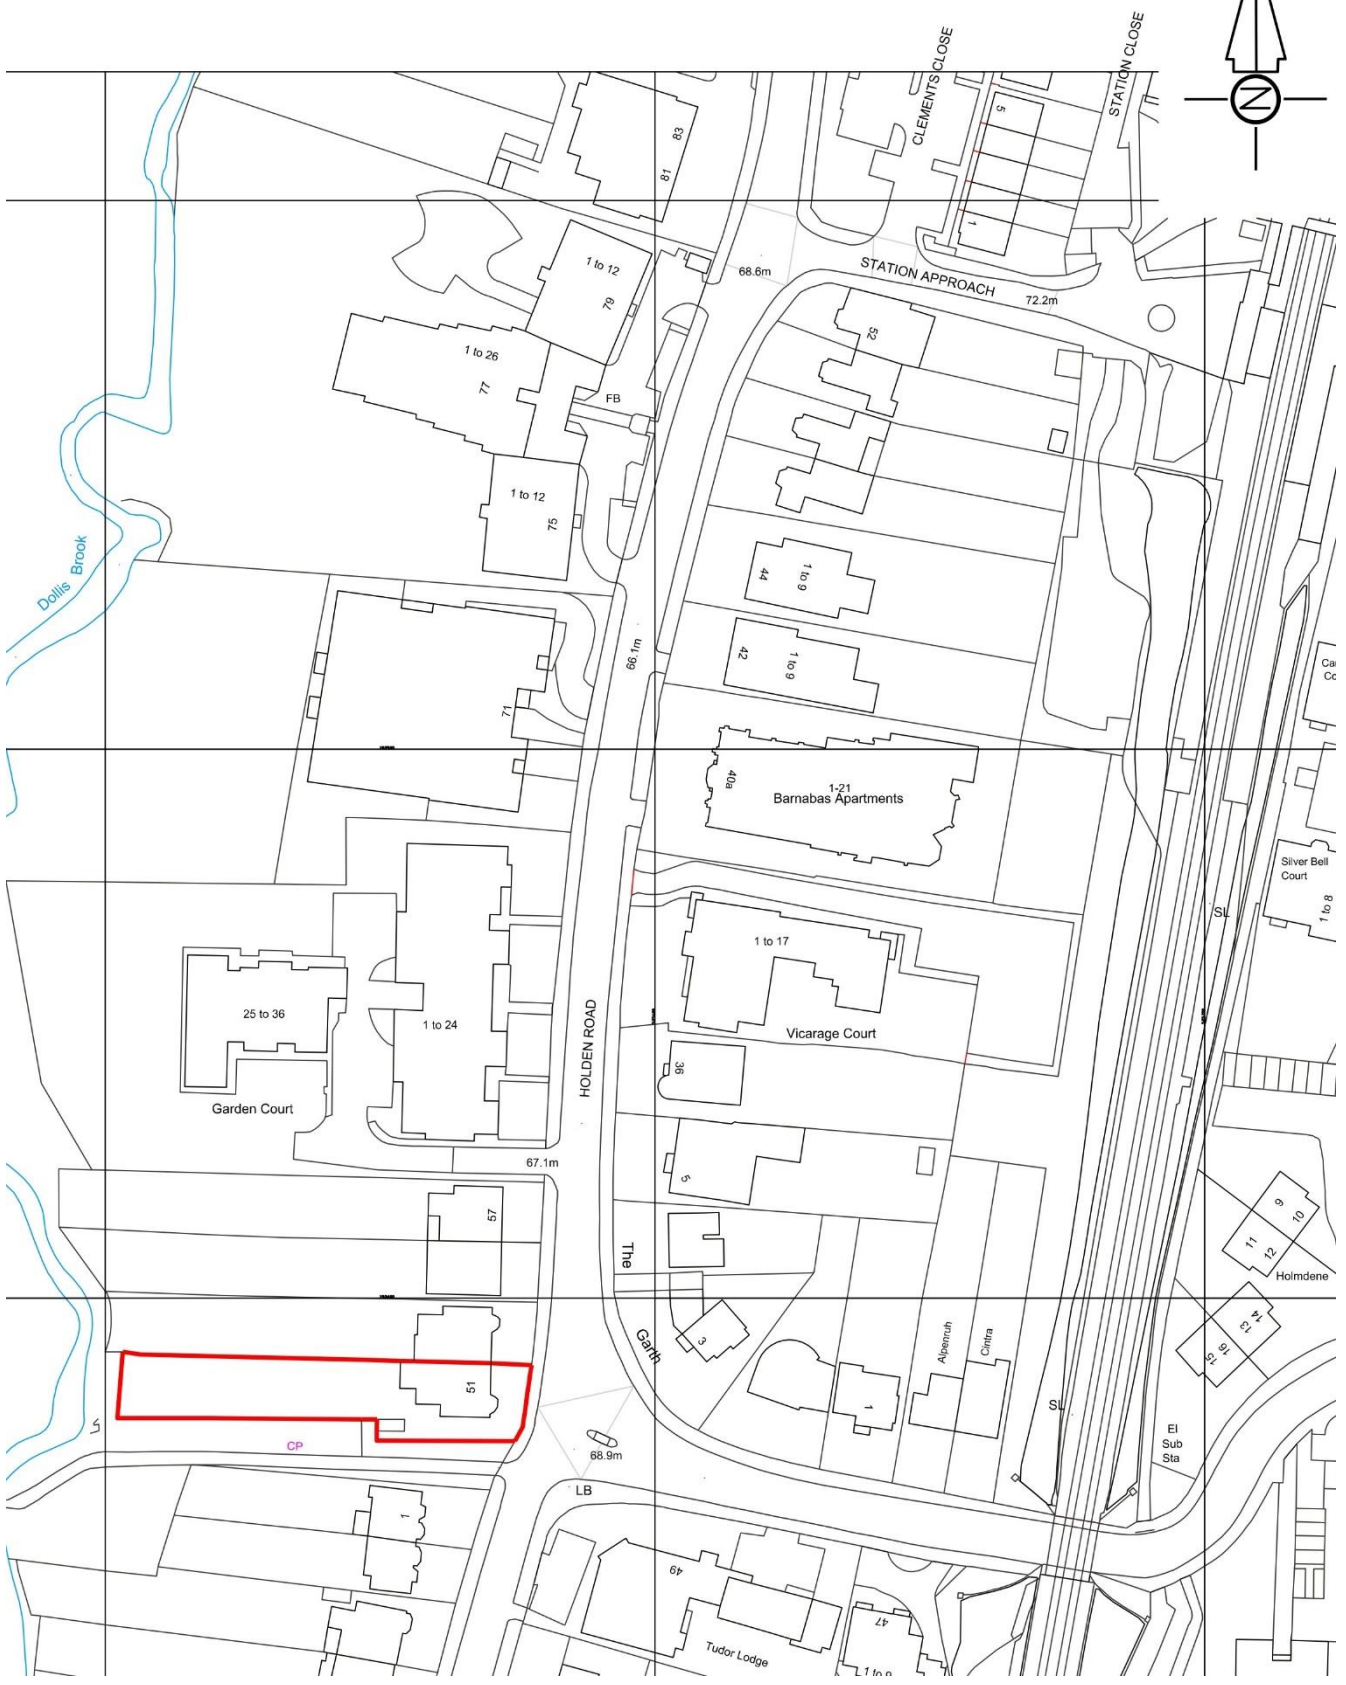 CLEMENTS CLOSE
STATION CLOSE
N
5
83
81
1
1 to 12
79
68.6m
STATION APPROACH
72.2m
52
1 to 26
77
FB
1 to 12
75
44
1 to 9
Dollis Brook
66.1m
42
1 to 9
71
40a
1-21
Barnabas Apartments
Silver Bell
Court
1 to 8
SL
1 to 17
25 to 36
1 to 24
HOLDEN ROAD
Vicarage Court
36
Garden Court
67.1m
5
57
9
10
11
12
The
Holmdene
14
13
16
15
Garth
3
Alpenruh
Cintra
51
1
SL
CP
68.9m
El
Sub
Sta
LB
1
49
47
Tudor Lodge